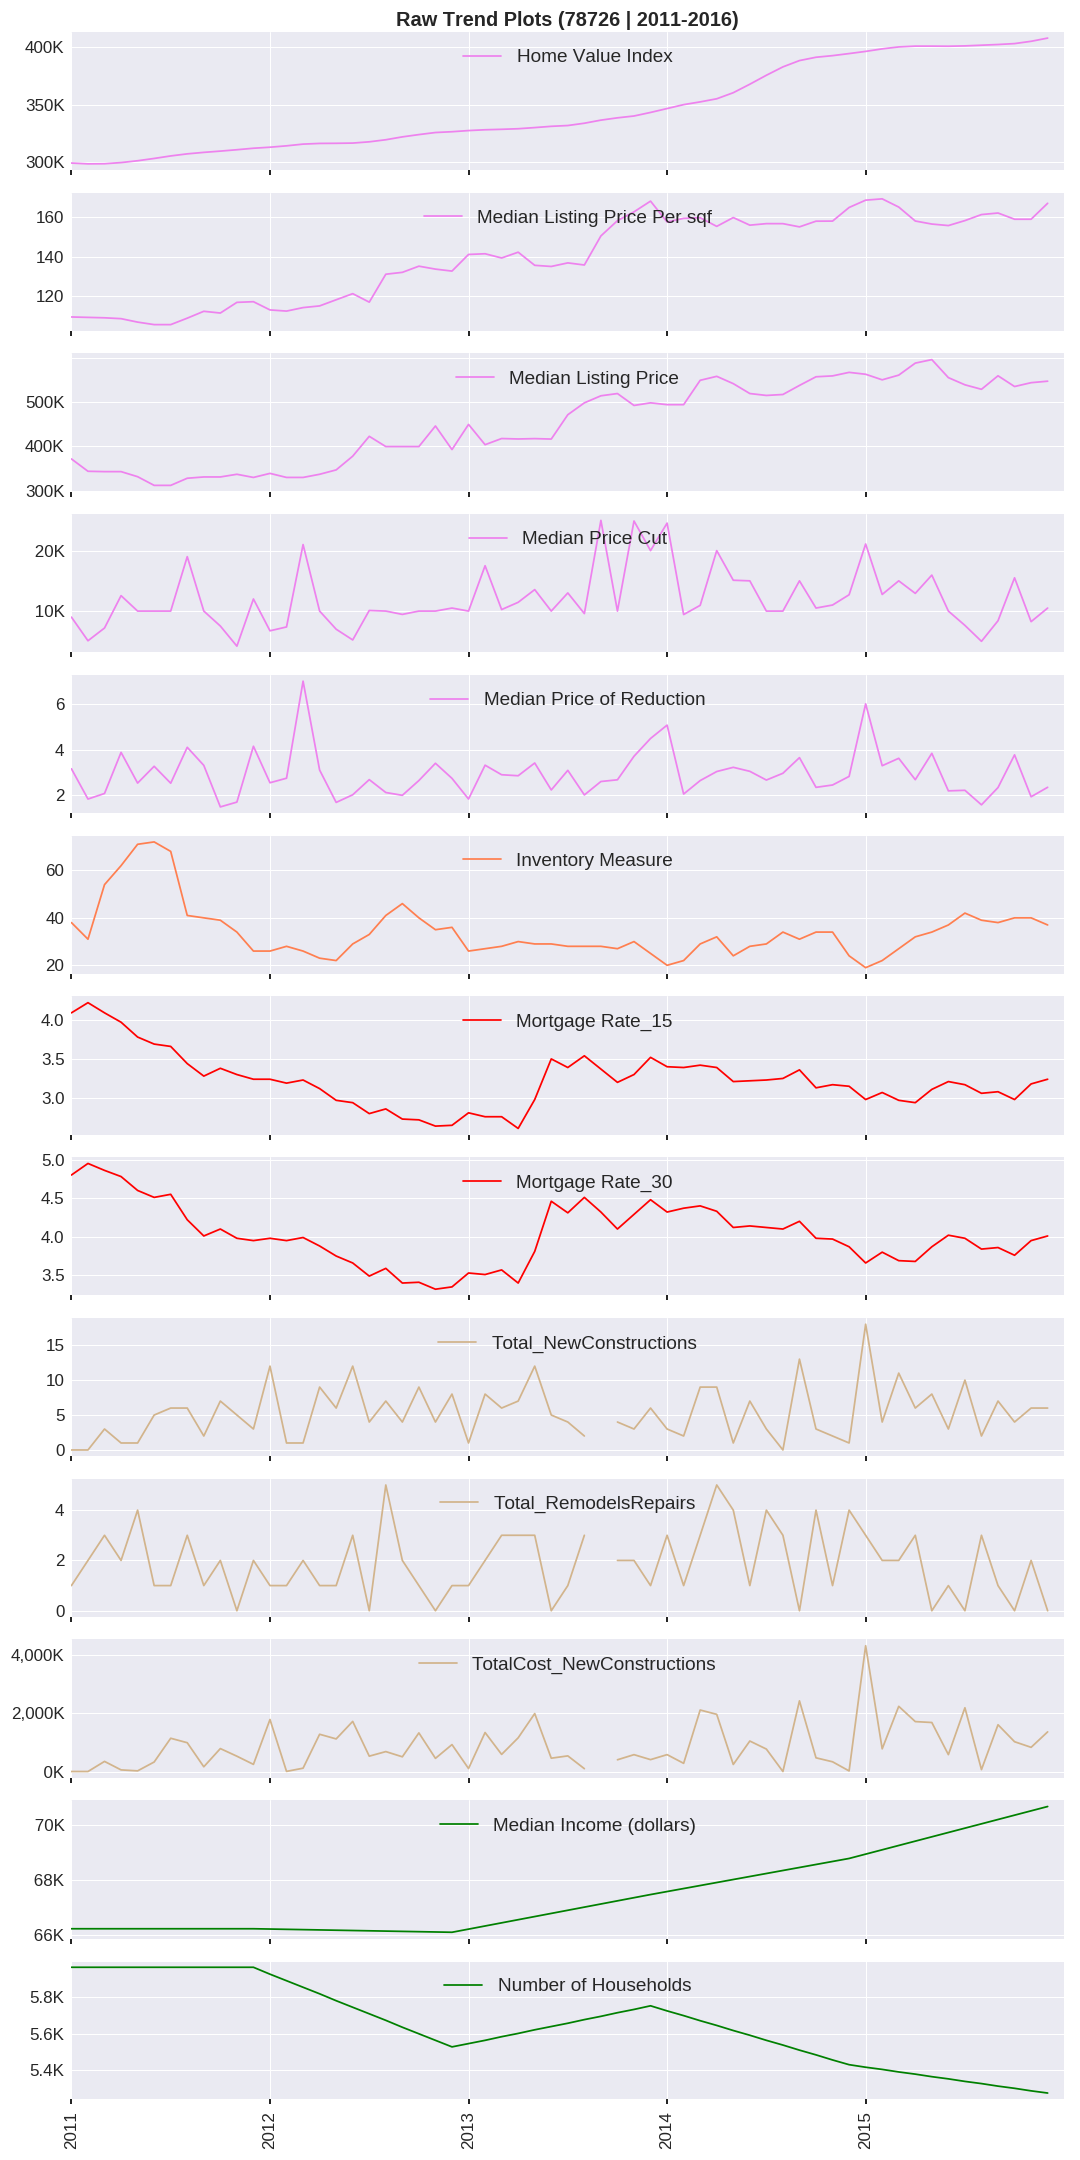 Raw Trend Plots (78726 | 2011-2016)
400K
350K
300K
Home Value Index
160
140
120
Median Listing Price Per sqf
500K
400K
300K
Median Listing Price
20K
10K
Median Price Cut
6
4
2
Median Price of Reduction
60
40
20
Inventory Measure
4.0
3.5
3.0
Mortgage Rate_15
5.0
4.5
4.0
3.5
Mortgage Rate_30
15
10
5
0
Total_NewConstructions
4
2
0
Total_RemodelsRepairs
4,000K
2,000K
0K
TotalCost_NewConstructions
70K
68K
66K
Median Income (dollars)
5.8K
5.6K
5.4K
Number of Households
2011
2012
2013
2014
2015